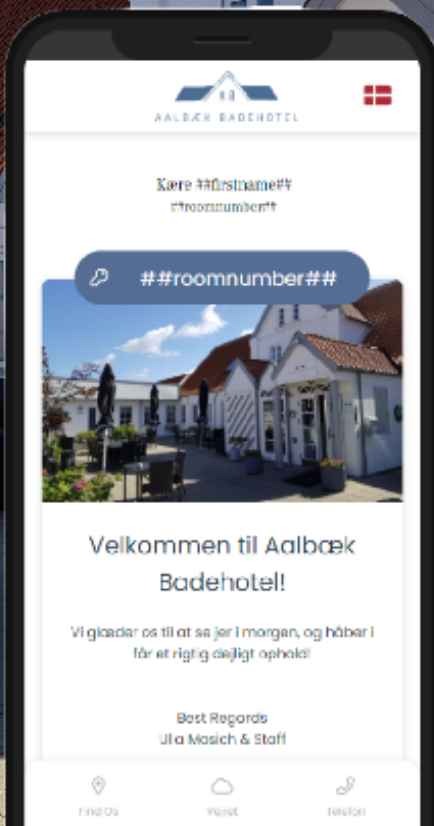 AALBÆK BADEHOTEL
Kære ##firstname##
##roomnumber##
##roomnumber##
Velkommen til Aalbæk
Badehotel!
Vi glæder os til at se jer i morgen, og håber i
får et rigtig dejligt ophold!
Best Regards
Ulla Mosich & Staff
Find Os
Vejret
Telefon